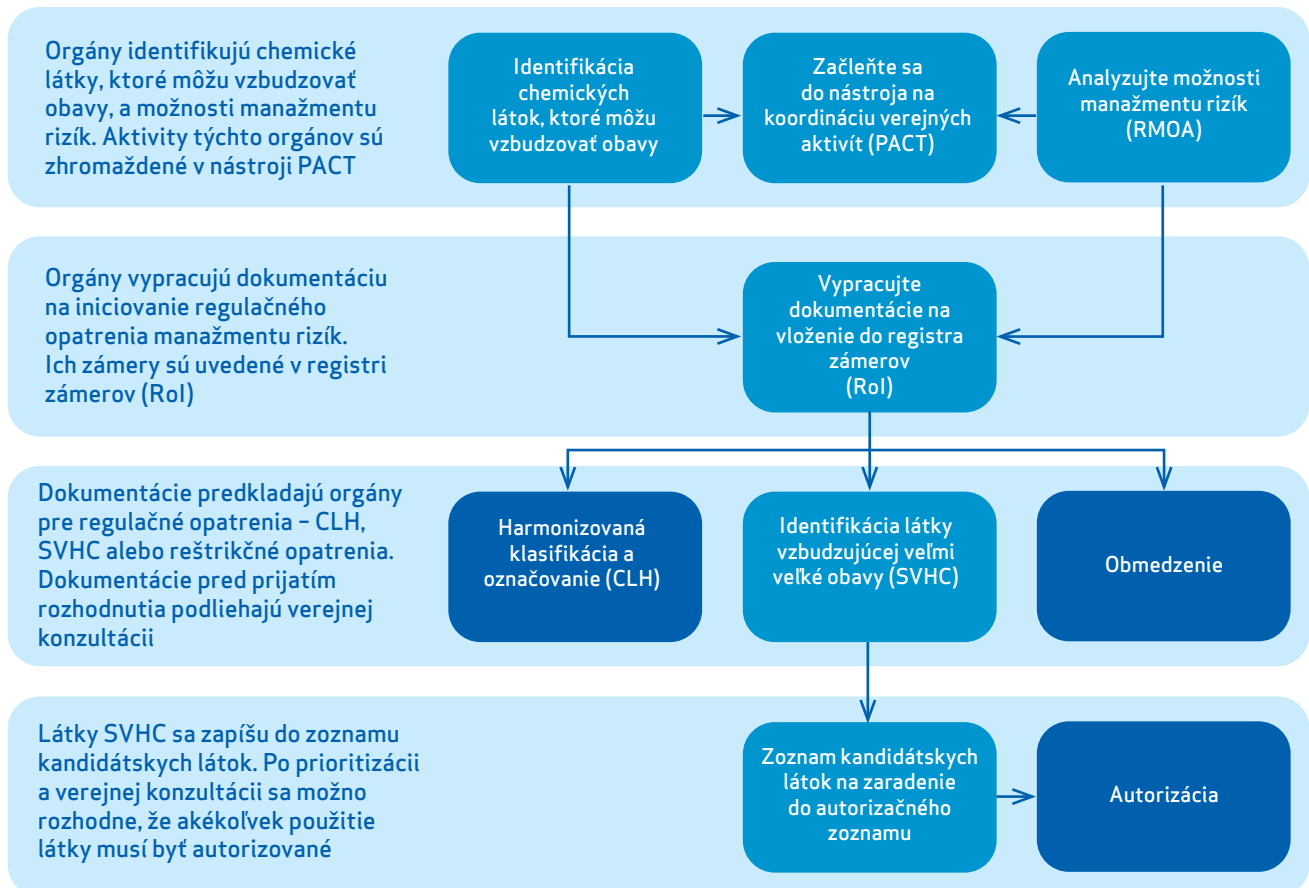 Orgány identifikujú chemické
látky, ktoré môžu vzbudzovať
obavy, a možnosti manažmentu
rizík. Aktivity týchto orgánov sú
zhromaždené v nástroji PACT
Identifikácia
chemických
látok, ktoré môžu
vzbudzovať obavy
Začleňte sa
do nástroja na
koordináciu verejných
aktivít (PACT)
Analyzujte možnosti
manažmentu rizík
(RMOA)
Orgány vypracujú dokumentáciu
na iniciovanie regulačného
opatrenia manažmentu rizík.
Ich zámery sú uvedené v registri
zámerov (RoI)
Vypracujte
dokumentácie na
vloženie do registra
zámerov
(RoI)
Dokumentácie predkladajú orgány
pre regulačné opatrenia – CLH,
SVHC alebo reštrikčné opatrenia.
Dokumentácie pred prijatím
rozhodnutia podliehajú verejnej
konzultácii
Harmonizovaná
klasifikácia a
označovanie (CLH)
Identifikácia látky
vzbudzujúcej veľmi
veľké obavy (SVHC)
Obmedzenie
Látky SVHC sa zapíšu do zoznamu
kandidátskych látok. Po prioritizácii
a verejnej konzultácii sa možno
rozhodne, že akékoľvek použitie
látky musí byť autorizované
Zoznam kandidátskych
látok na zaradenie
do autorizačného
zoznamu
Autorizácia